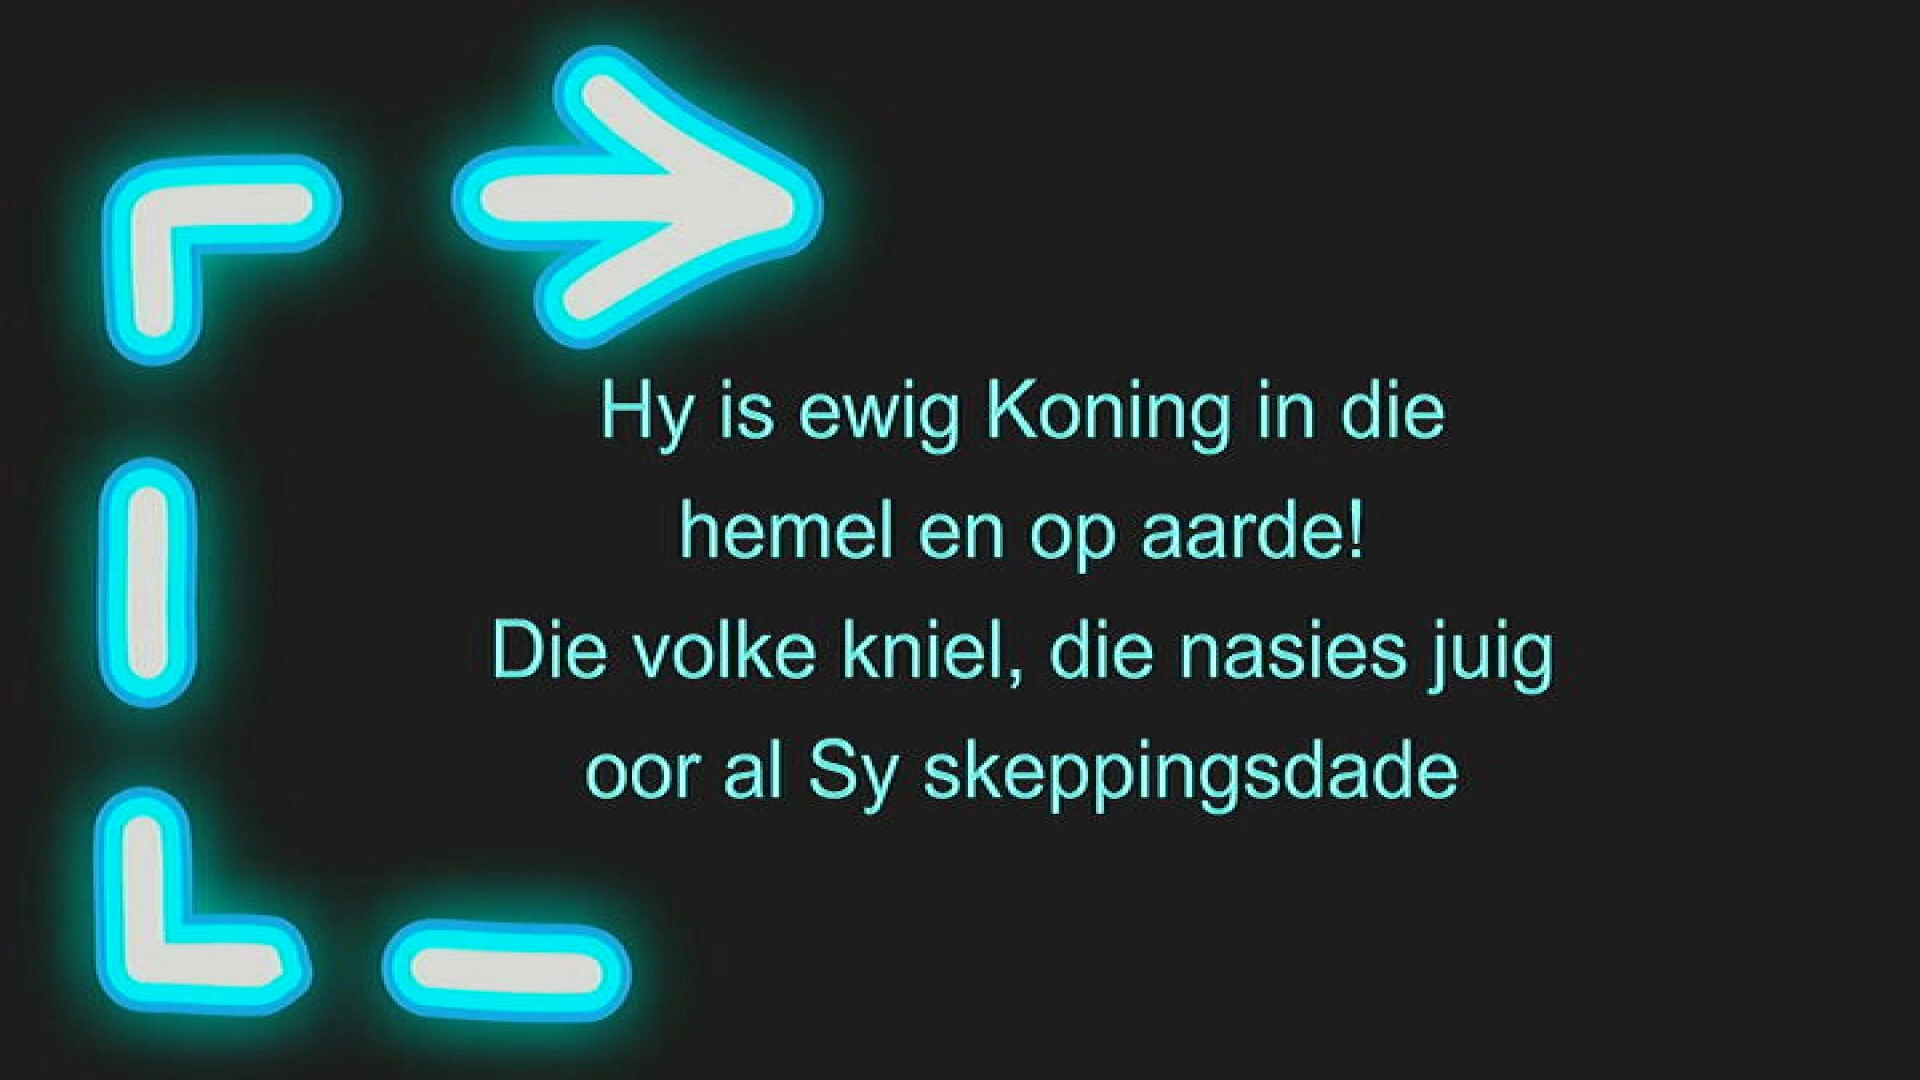 Hy is ewig Koning in die
hemel en op aarde!
Die volke kniel, die nasies juig
oor al Sy skeppingsdade